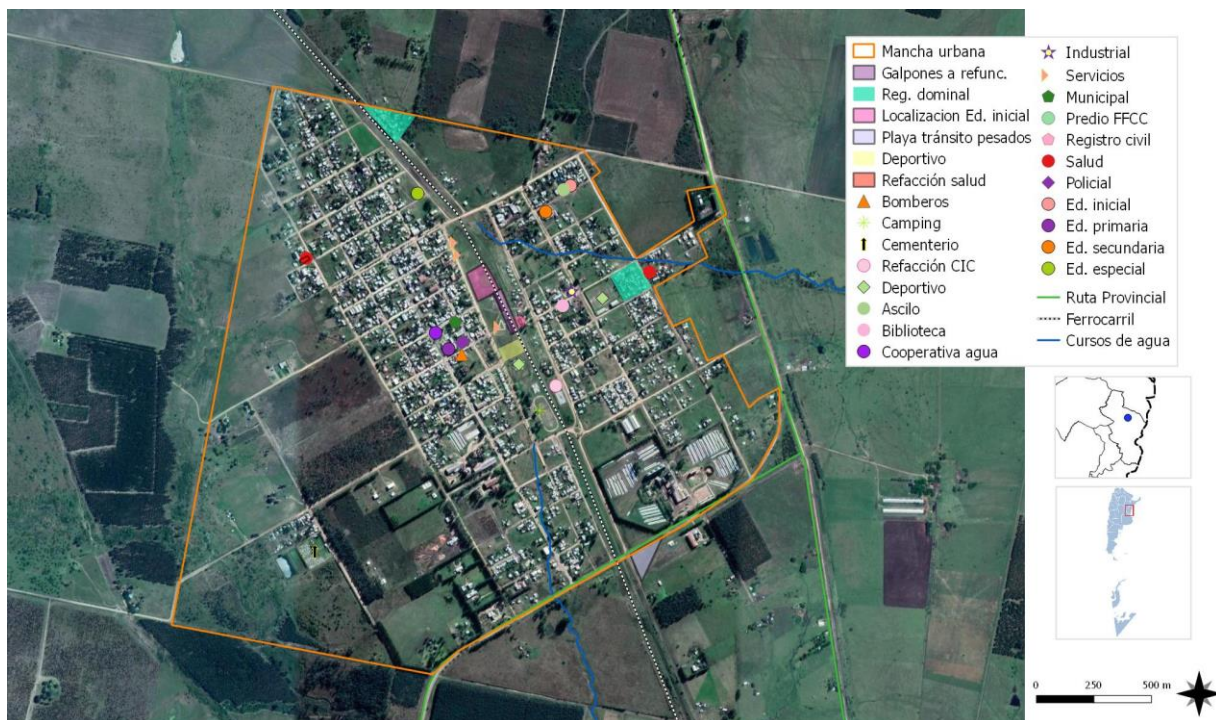 Mancha urbana
Galpones a refunc.
Reg. dominal
Localizacion Ed. inicial
Playa tránsito pesados
Deportivo
Refacción salud
Bomberos
Camping
Cementerio
Refacción CIC
Deportivo
Ascilo
Biblioteca
Cooperativa agua
Industrial
Servicios
Municipal
Predio FFCC
Registro civil
Salud
Policial
Ed. inicial
Ed. primaria
Ed. secundaria
Ed. especial
Ruta Provincial
Ferrocarril
Cursos de agua
0 250 500 m